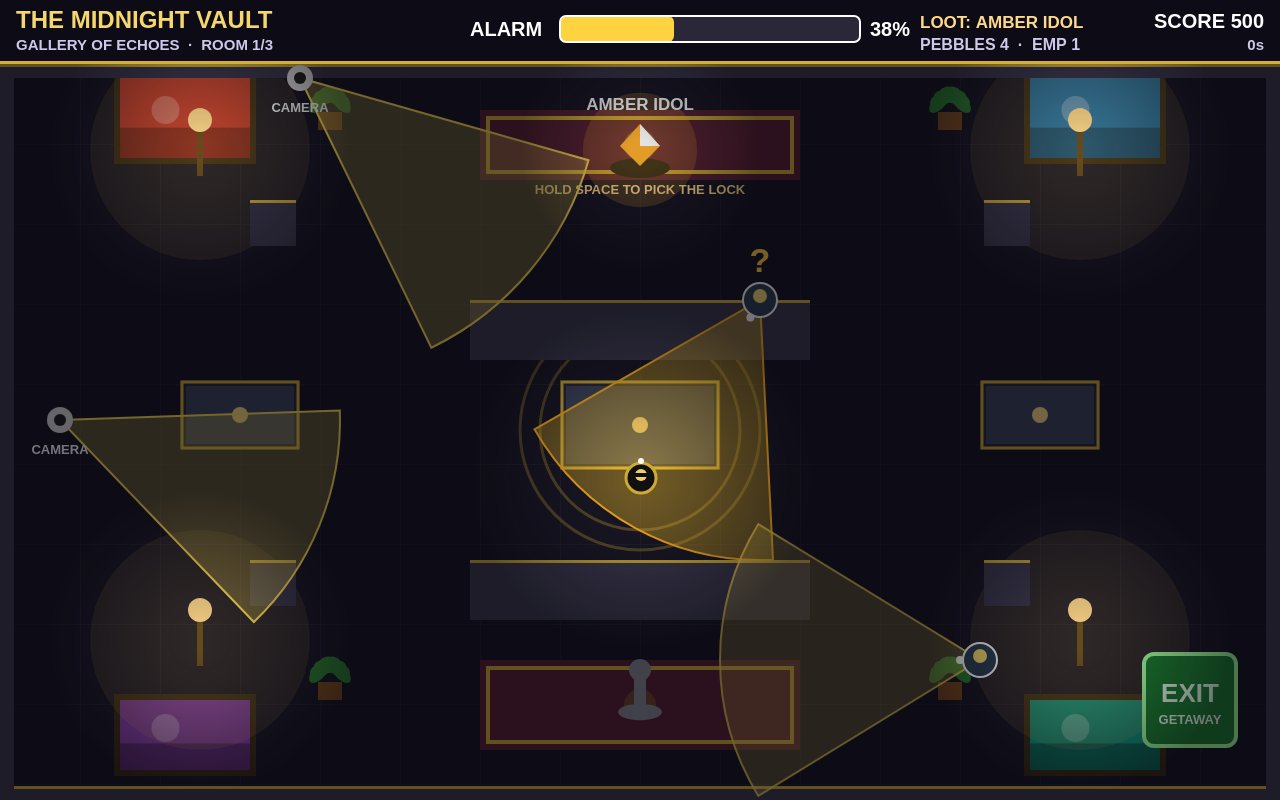 THE MIDNIGHT VAULT
GALLERY OF ECHOES · ROOM 1/3
ALARM
38%
LOOT: AMBER IDOL
PEBBLES 4 · EMP 1
SCORE 500
0s
CAMERA
AMBER IDOL
HOLD SPACE TO PICK THE LOCK
?
CAMERA
EXIT
GETAWAY